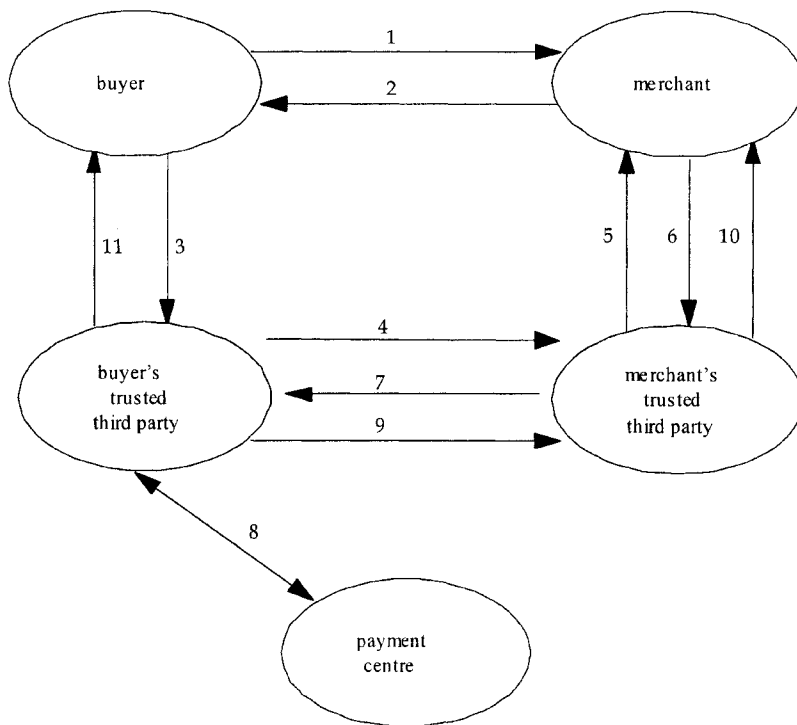 1
buyer
merchant
2
11
3
5
6
10
4
buyer's
trusted
third party
7
merchant's
trusted
third party
9
8
payment
centre